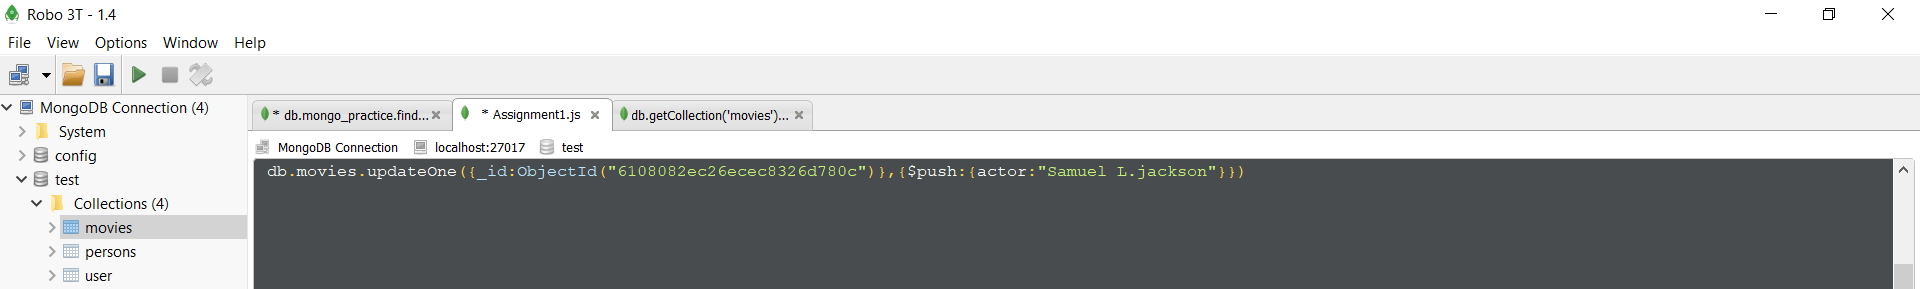 Robo 3T - 1.4
File View Options Window Help
MongoDB Connection (4)
System
config
test
Collections (4)
movies
persons
user
* db.mongo_practice.find... * Assignment1.js db.getCollection('movies')...
MongoDB Connection localhost:27017 test
db.movies.updateOne({_id:ObjectId("6108082ec26ecec8326d780c")},{$push:{actor:"Samuel L.jackson"}})